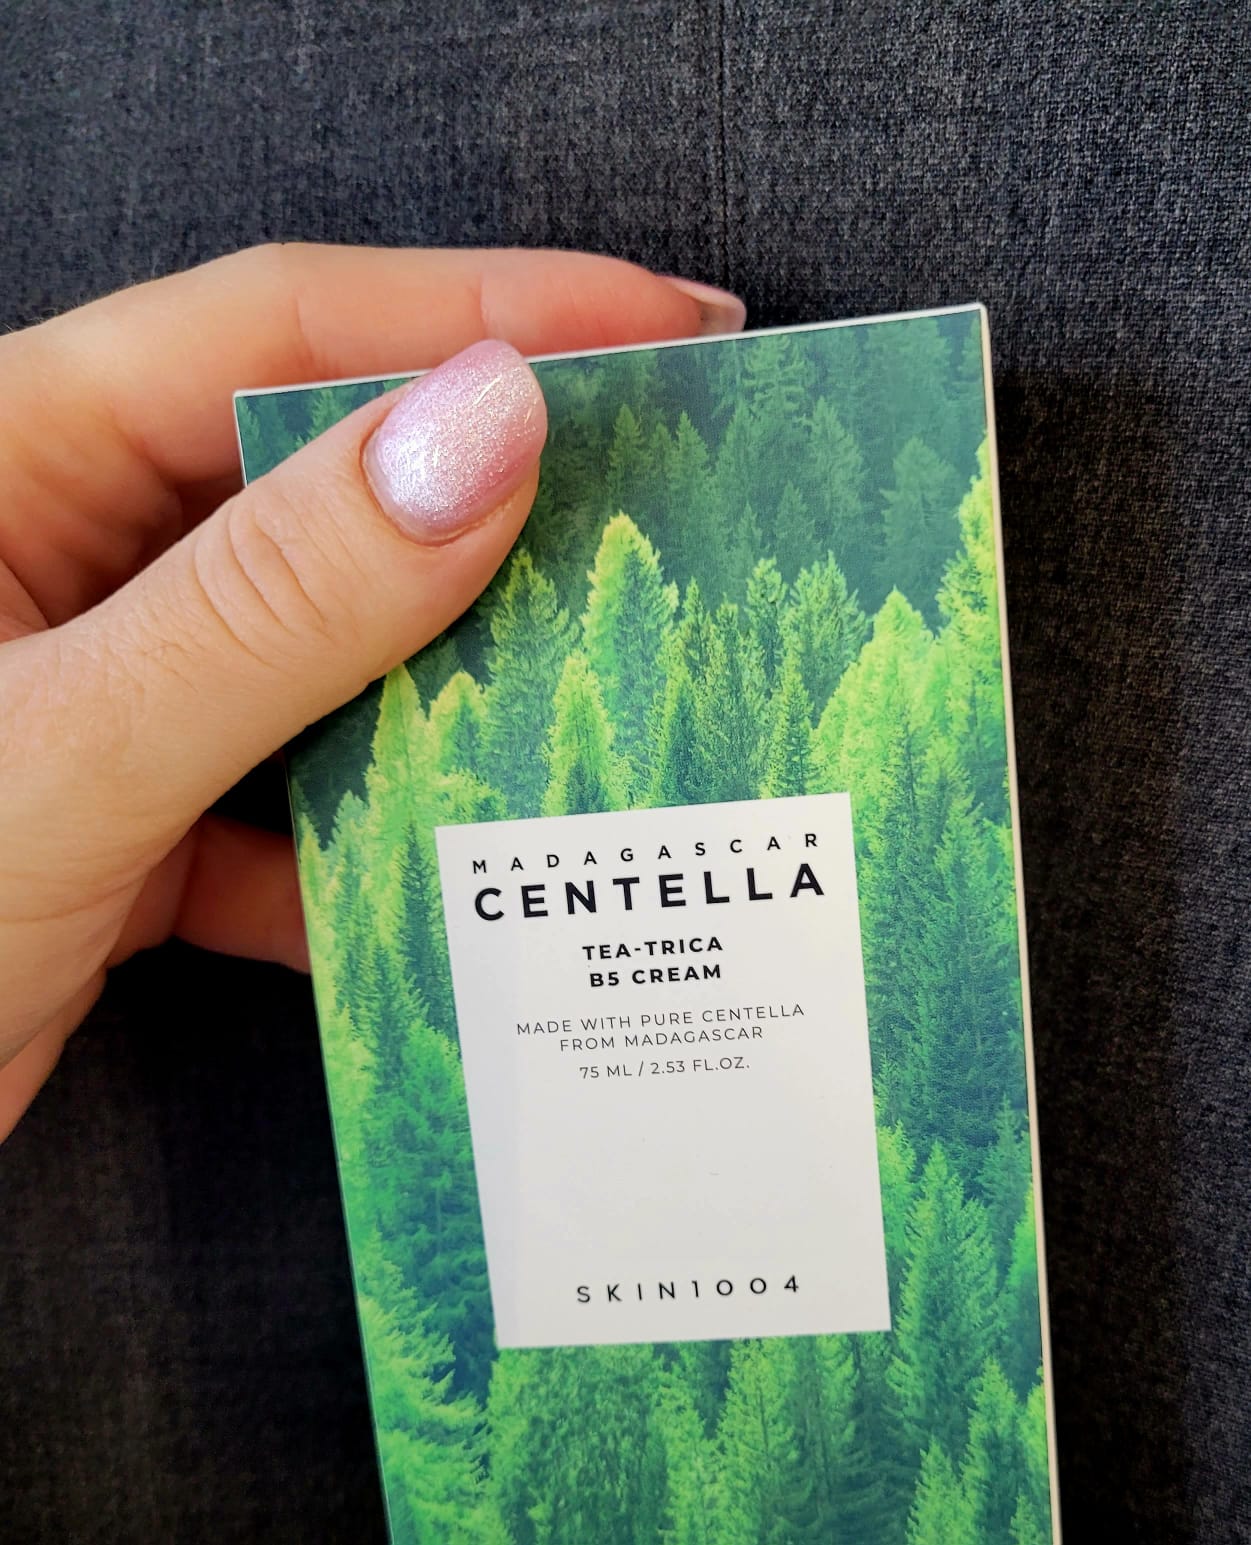 MADAGASCAR
CENTELLA
TEA-TRICA
B5 CREAM
MADE WITH PURE CENTELLA
FROM MADAGASCAR
75 ML / 2.53 FL.OZ.
SKIN1004